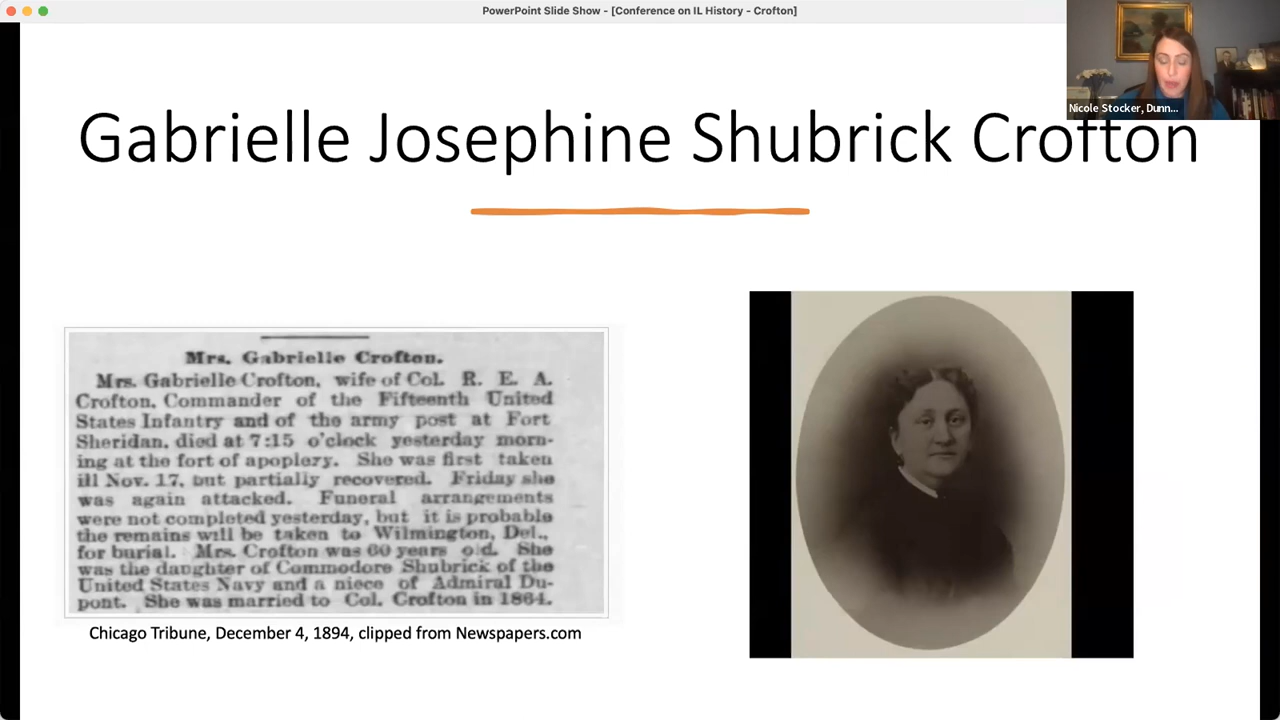 PowerPoint Slide Show - [Conference on IL History - Crofton]
Nicole Stocker, Dunn...
Gabrielle Josephine Shubrick Crofton
Mrs. Gabrielle Crofton.
Mrs. Gabrielle Crofton, wife of Col. R. E. A.
Crofton, Commander of the Fifteenth United
States Infantry and of the army post at Fort
Sheridan, died at 7:15 o'clock yesterday morn-
ing at the fort of apoplexy. She was first taken
ill Nov. 17, but partially recovered. Friday she
was again attacked. Funeral arrangements
were not completed yesterday, but it is probable
the remains will be taken to Wilmington, Del.,
for burial. Mrs. Crofton was 60 years old. She
was the daughter of Commodore Shubrick of the
United States Navy and a niece of Admiral Du-
pont. She was married to Col. Crofton in 1864.
Chicago Tribune, December 4, 1894, clipped from Newspapers.com